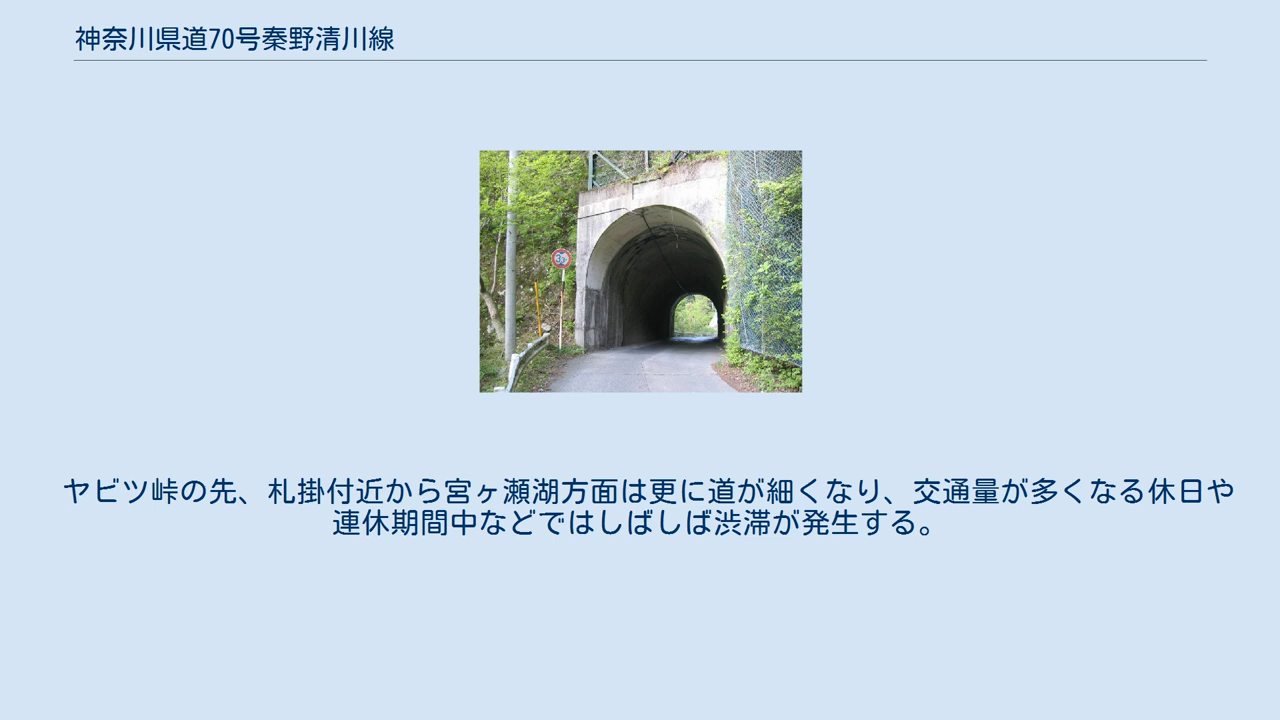 神奈川県道70号秦野清川線
ヤビツ峠の先、札掛付近から宮ヶ瀬湖方面は更に道が細くなり、交通量が多くなる休日や
連休期間中などではしばしば渋滞が発生する。